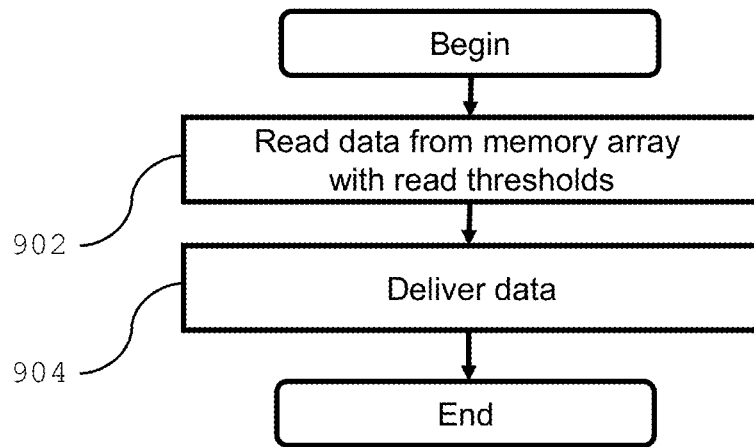 Begin
Read data from memory array
with read thresholds
902
Deliver data
904
End